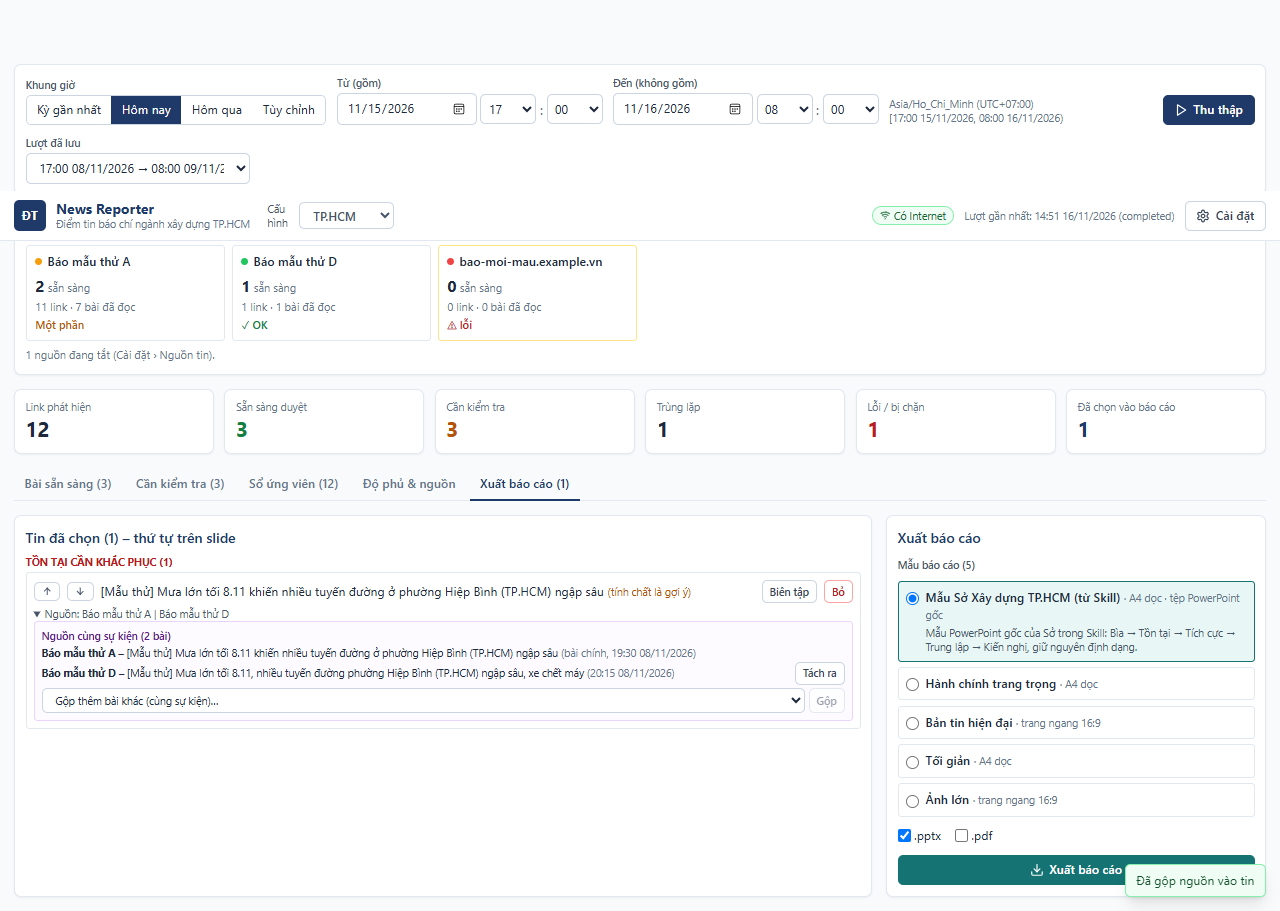 Khung giờ
Kỳ gần nhất Hôm nay Hôm qua Tùy chỉnh
Từ (gồm)
11/15/2026 17 : 00
Đến (không gồm)
11/16/2026 08 : 00
Asia/Ho_Chi_Minh (UTC+07:00)
[17:00 15/11/2026, 08:00 16/11/2026)
Thu thập
Lượt đã lưu
17:00 08/11/2026 → 08:00 09/11/2
ĐT
News Reporter
Điểm tin báo chí ngành xây dựng TP.HCM
Cấu
hình
TP.HCM
Có Internet
Lượt gần nhất: 14:51 16/11/2026 (completed)
Cài đặt
Báo mẫu thử A
2 sẵn sàng
11 link · 7 bài đã đọc
Một phần
Báo mẫu thử D
1 sẵn sàng
1 link · 1 bài đã đọc
✓ OK
bao-moi-mau.example.vn
0 sẵn sàng
0 link · 0 bài đã đọc
⚠ lỗi
1 nguồn đang tắt (Cài đặt › Nguồn tin).
Link phát hiện
12
Sẵn sàng duyệt
3
Cần kiểm tra
3
Trùng lặp
1
Lỗi / bị chặn
1
Đã chọn vào báo cáo
1
Bài sẵn sàng (3) Cần kiểm tra (3) Sổ ứng viên (12) Độ phủ & nguồn Xuất báo cáo (1)
Tin đã chọn (1) – thứ tự trên slide
TỒN TẠI CẦN KHẮC PHỤC (1)
↑ ↓ [Mẫu thử] Mưa lớn tối 8.11 khiến nhiều tuyến đường ở phường Hiệp Bình (TP.HCM) ngập sâu (tính chất là gợi ý) Biên tập Bỏ
▼ Nguồn: Báo mẫu thử A | Báo mẫu thử D
Nguồn cùng sự kiện (2 bài)
Báo mẫu thử A – [Mẫu thử] Mưa lớn tối 8.11 khiến nhiều tuyến đường ở phường Hiệp Bình (TP.HCM) ngập sâu (bài chính, 19:30 08/11/2026)
Báo mẫu thử D – [Mẫu thử] Mưa lớn tối 8.11, nhiều tuyến đường phường Hiệp Bình (TP.HCM) ngập sâu, xe chết máy (20:15 08/11/2026) Tách ra
Gộp thêm bài khác (cùng sự kiện)... Gộp
Xuất báo cáo
Mẫu báo cáo (5)
Mẫu Sở Xây dựng TP.HCM (từ Skill) · A4 dọc · tệp PowerPoint
gốc
Mẫu PowerPoint gốc của Sở trong Skill: Bìa → Tồn tại → Tích cực →
Trung lập → Kiến nghị, giữ nguyên định dạng.
Hành chính trang trọng · A4 dọc
Bản tin hiện đại · trang ngang 16:9
Tối giản · A4 dọc
Ảnh lớn · trang ngang 16:9
.pptx .pdf
Xuất báo cáo
Đã gộp nguồn vào tin